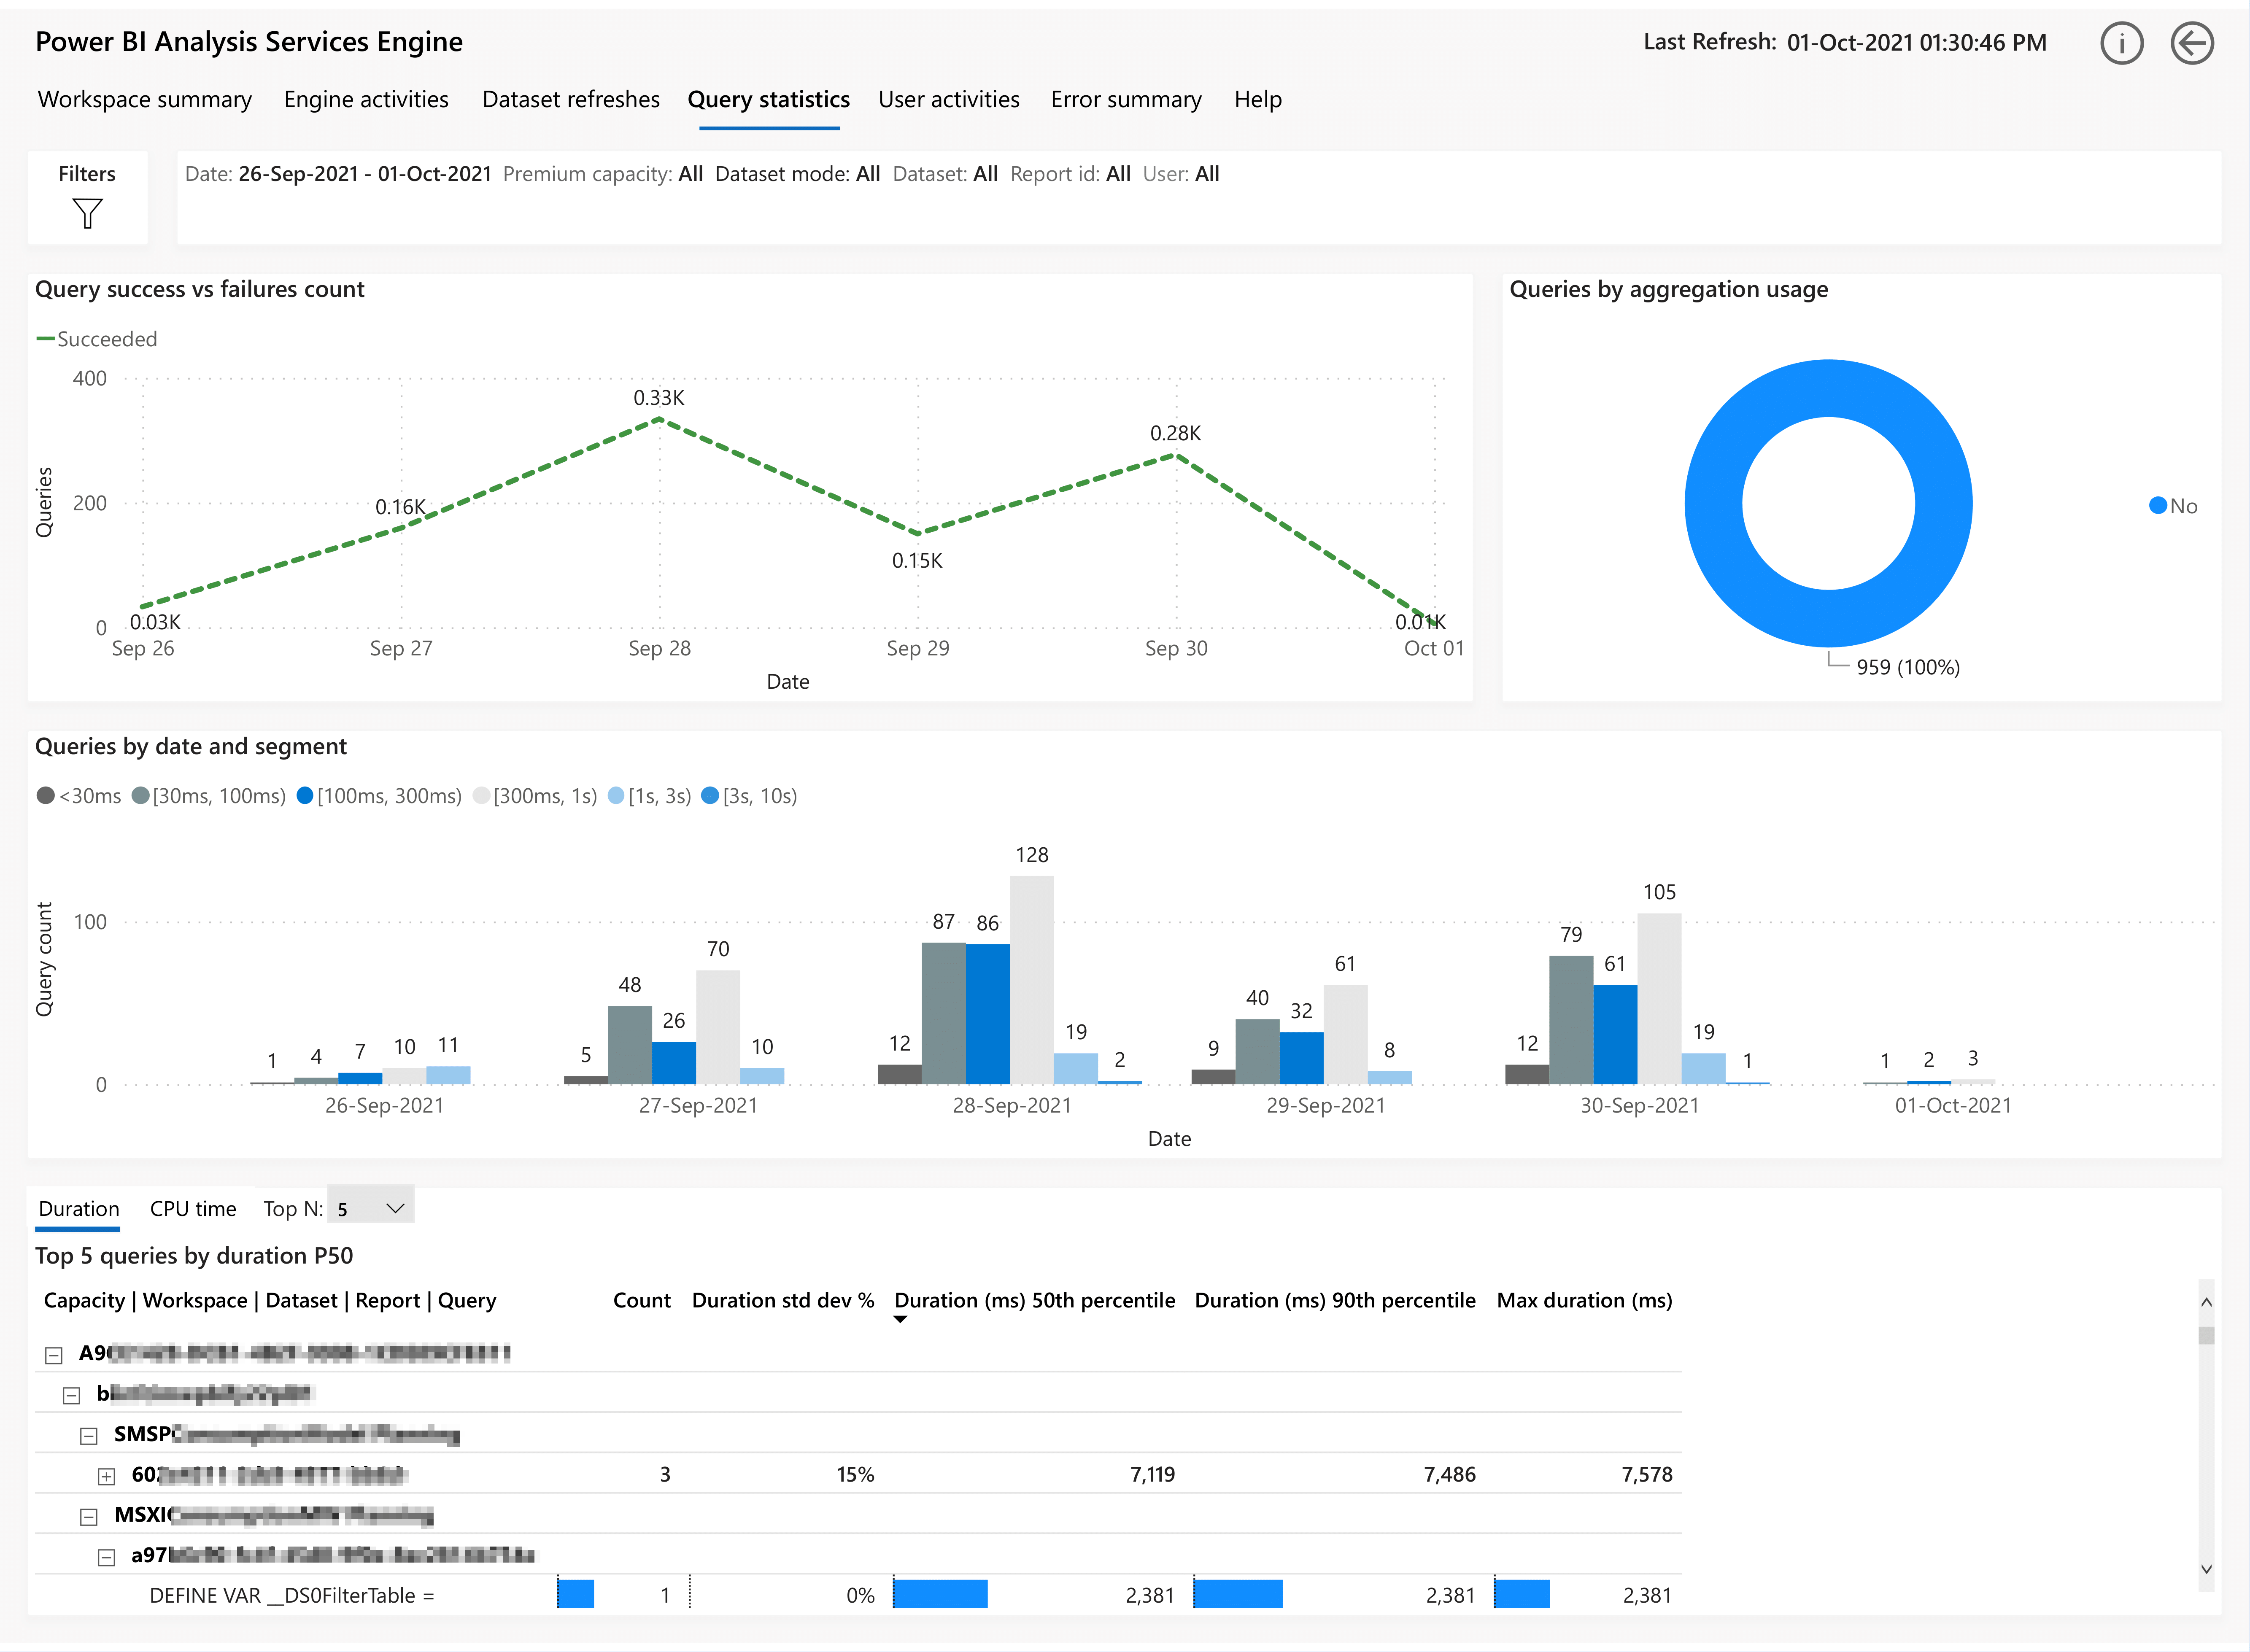 Power BI Analysis Services Engine
Last Refresh: 01-Oct-2021 01:30:46 PM
Workspace summary Engine activities Dataset refreshes Query statistics User activities Error summary Help
Filters
Date: 26-Sep-2021 - 01-Oct-2021 Premium capacity: All Dataset mode: All Dataset: All Report id: All User: All
Query success vs failures count
Succeeded
400
200
0
Queries
0.03K
0.16K
0.33K
0.15K
0.28K
0.01K
Sep 26 Sep 27 Sep 28 Sep 29 Sep 30 Oct 01
Date
Queries by aggregation usage
No
959 (100%)
Queries by date and segment
<30ms [30ms, 100ms) [100ms, 300ms) [300ms, 1s) [1s, 3s) [3s, 10s)
Query count
100
0
1 4 7 10 11
5 48 26 70 10
12 87 86 128 19 2
9 40 32 61 8
12 79 61 105 19 1
1 2 3
26-Sep-2021 27-Sep-2021 28-Sep-2021 29-Sep-2021 30-Sep-2021 01-Oct-2021
Date
Duration CPU time Top N: 5
Top 5 queries by duration P50
Capacity | Workspace | Dataset | Report | Query Count Duration std dev % Duration (ms) 50th percentile Duration (ms) 90th percentile Max duration (ms)
A9
b
SMSP
602 3 15% 7,119 7,486 7,578
MSXI
a97
DEFINE VAR __DS0FilterTable = 1 0% 2,381 2,381 2,381